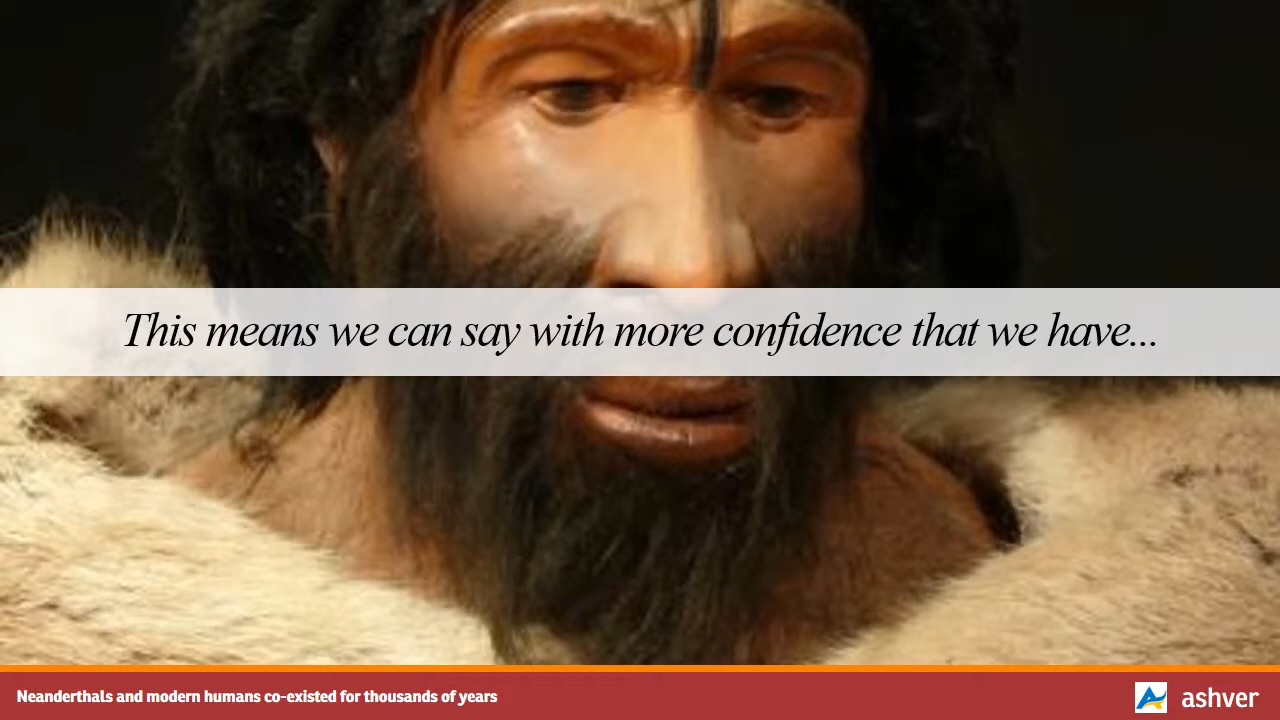 This means we can say with more confidence that we have...
Neanderthals and modern humans co-existed for thousands of years
ashver